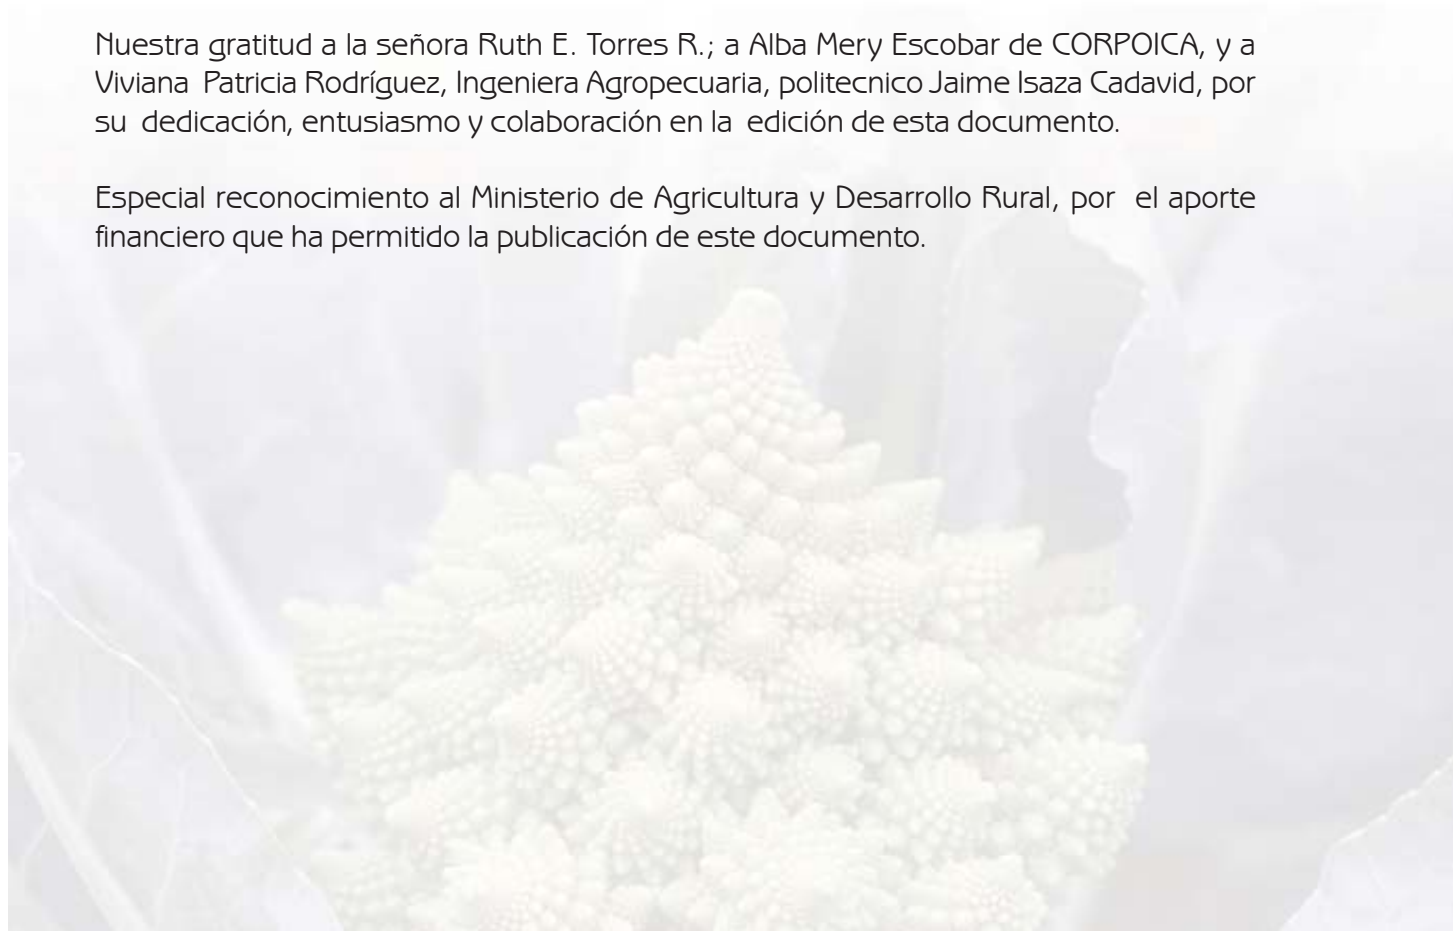 Nuestra gratitud a la señora Ruth E. Torres R.; a Alba Mery Escobar de CORPOICA, y a
Viviana  Patricia Rodríguez, Ingeniera Agropecuaria, politecnico Jaime Isaza Cadavid, por
su  dedicación, entusiasmo y colaboración en la  edición de esta documento.

Especial reconocimiento al Ministerio de Agricultura y Desarrollo Rural, por  el aporte
financiero que ha permitido la publicación de este documento.